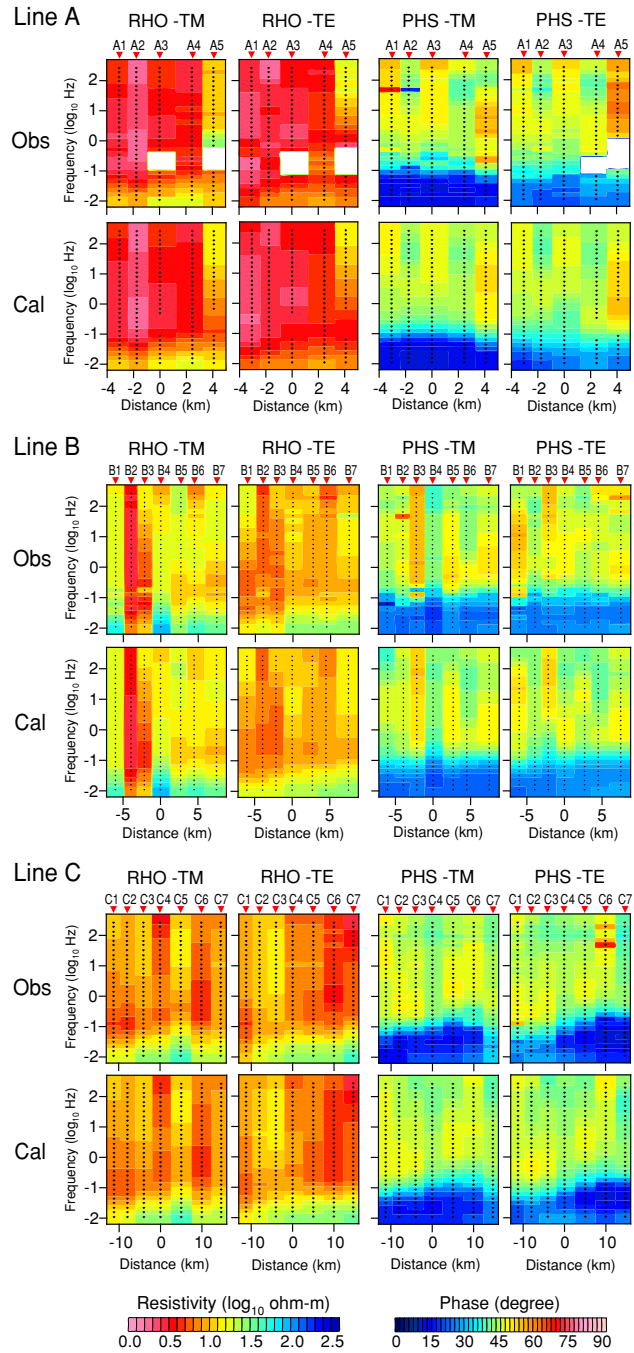 Line A
RHO -TM RHO -TE PHS -TM PHS -TE
A1 A2 A3 A4 A5 A1 A2 A3 A4 A5 A1 A2 A3 A4 A5 A1 A2 A3 A4 A5
Obs
Frequency (log10 Hz)
2
1
0
-1
-2
Cal
Frequency (log10 Hz)
2
1
0
-1
-2
-4 -2 0 2 4 -4 -2 0 2 4 -4 -2 0 2 4 -4 -2 0 2 4
Distance (km) Distance (km) Distance (km) Distance (km)
Line B
RHO -TM RHO -TE PHS -TM PHS -TE
B1 B2 B3 B4 B5 B6 B7 B1 B2 B3 B4 B5 B6 B7 B1 B2 B3 B4 B5 B6 B7 B1 B2 B3 B4 B5 B6 B7
Obs
Frequency (log10 Hz)
2
1
0
-1
-2
Cal
Frequency (log10 Hz)
2
1
0
-1
-2
-5 0 5 -5 0 5 -5 0 5 -5 0 5
Distance (km) Distance (km) Distance (km) Distance (km)
Line C
RHO -TM RHO -TE PHS -TM PHS -TE
C1 C2 C3 C4 C5 C6 C7 C1 C2 C3 C4 C5 C6 C7 C1 C2 C3 C4 C5 C6 C7 C1 C2 C3 C4 C5 C6 C7
Obs
Frequency (log10 Hz)
2
1
0
-1
-2
Cal
Frequency (log10 Hz)
2
1
0
-1
-2
-10 0 10 -10 0 10 -10 0 10 -10 0 10
Distance (km) Distance (km) Distance (km) Distance (km)
Resistivity (log10 ohm-m) Phase (degree)
0.0 0.5 1.0 1.5 2.0 2.5 0 15 30 45 60 75 90